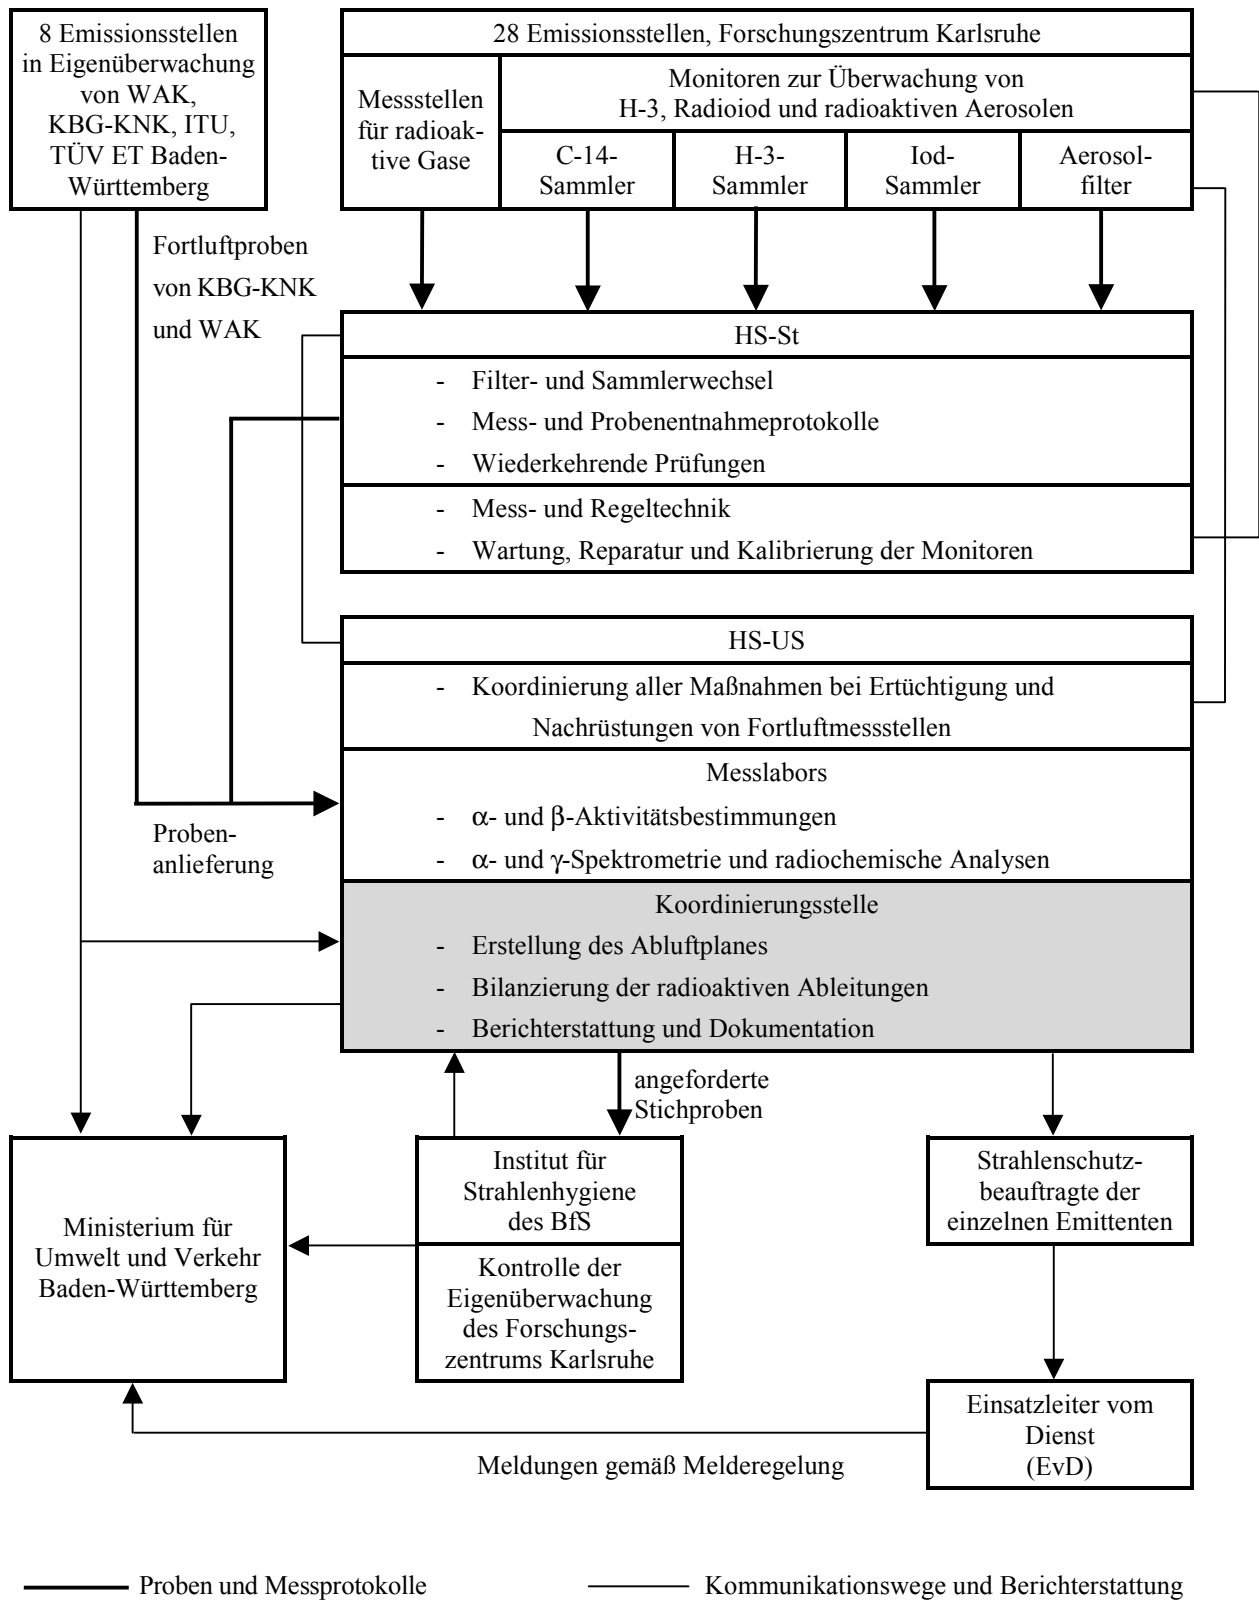 8 Emissionsstellen
in Eigenüberwachung
von WAK,
KBG-KNK, ITU,
TÜV ET Baden-
Württemberg
28 Emissionsstellen, Forschungszentrum Karlsruhe
Messstellen
für radioak-
tive Gase
Monitoren zur Überwachung von
H-3, Radioiod und radioaktiven Aerosolen
C-14-
Sammler
H-3-
Sammler
Iod-
Sammler
Aerosol-
filter
Fortluftproben
von KBG-KNK
und WAK
HS-St
- Filter- und Sammlerwechsel
- Mess- und Probenentnahmeprotokolle
- Wiederkehrende Prüfungen
- Mess- und Regeltechnik
- Wartung, Reparatur und Kalibrierung der Monitoren
HS-US
- Koordinierung aller Maßnahmen bei Ertüchtigung und
Nachrüstungen von Fortluftmessstellen
Messlabors
- α- und β-Aktivitätsbestimmungen
- α- und γ-Spektrometrie und radiochemische Analysen
Proben-
anlieferung
Koordinierungsstelle
- Erstellung des Abluftplanes
- Bilanzierung der radioaktiven Ableitungen
- Berichterstattung und Dokumentation
angeforderte
Stichproben
Ministerium für
Umwelt und Verkehr
Baden-Württemberg
Institut für
Strahlenhygiene
des BfS
Kontrolle der
Eigenüberwachung
des Forschungs-
zentrums Karlsruhe
Strahlenschutz-
beauftragte der
einzelnen Emittenten
Einsatzleiter vom
Dienst
(EvD)
Meldungen gemäß Melderegelung
Proben und Messprotokolle
Kommunikationswege und Berichterstattung